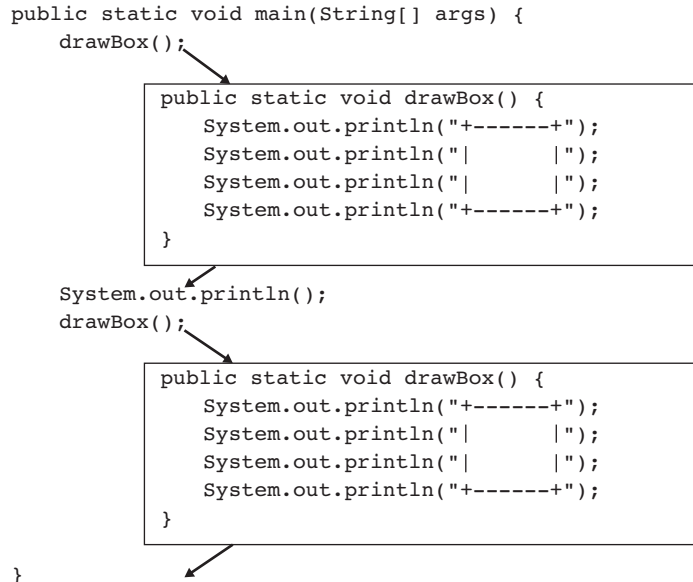 public static void main(String[] args) {
    drawBox();
        public static void drawBox() {
            System.out.println("+------+");
            System.out.println("|      |");
            System.out.println("|      |");
            System.out.println("+------+");
        }
    System.out.println();
    drawBox();
        public static void drawBox() {
            System.out.println("+------+");
            System.out.println("|      |");
            System.out.println("|      |");
            System.out.println("+------+");
        }
}